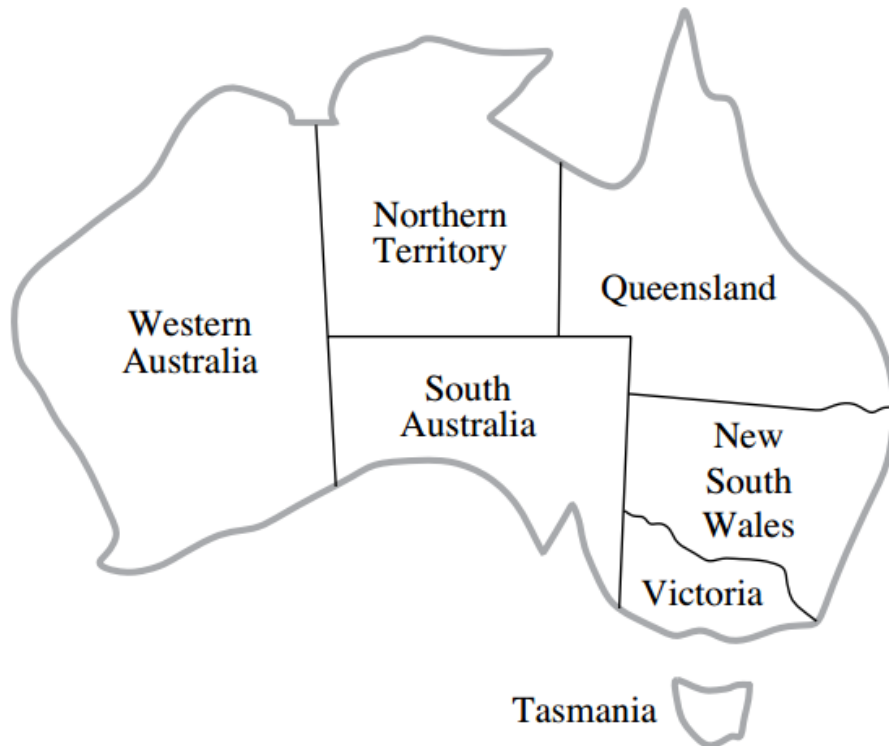 Northern
Territory
Queensland
Western
Australia
South
Australia
New
South
Wales
Victoria
Tasmania